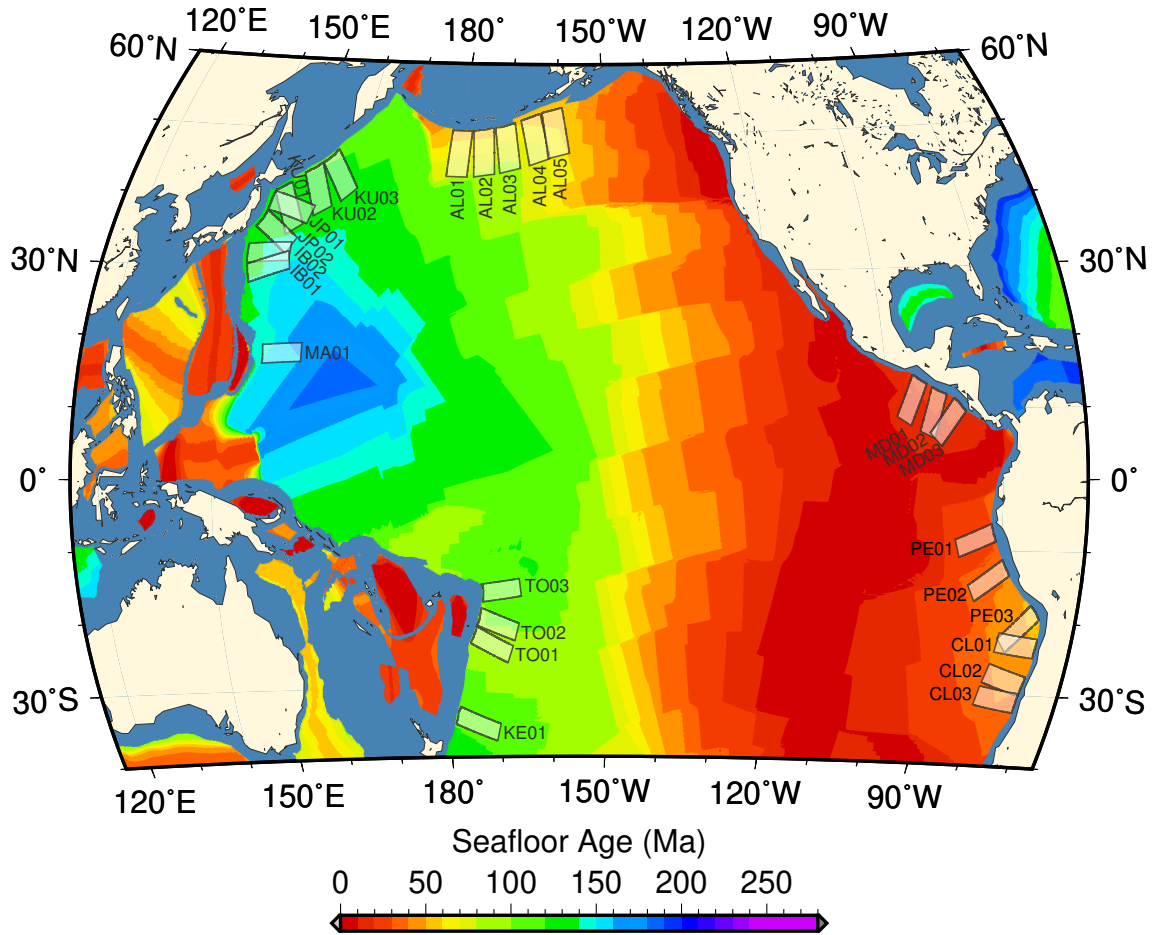 120°E 150°E 180° 150°W 120°W 90°W
60°N 60°N
KU01 KU03
KU02
AL01 AL02 AL03 AL04 AL05
JP01
JP02
IB02
IB01
30°N 30°N
MA01
MD01
MD02
MD03
0° 0°
PE01
TO03
PE02
PE03
TO02
CL01
TO01
CL02
30°S CL03 30°S
KE01
120°E 150°E 180° 150°W 120°W 90°W
Seafloor Age (Ma)
0 50 100 150 200 250